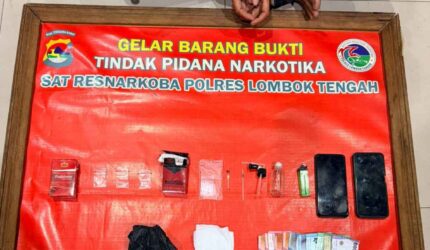 GELAR BARANG BUKTI
TINDAK PIDANA NARKOTIKA
SAT RESNARKOBA POLRES LOMBOK TENGAH